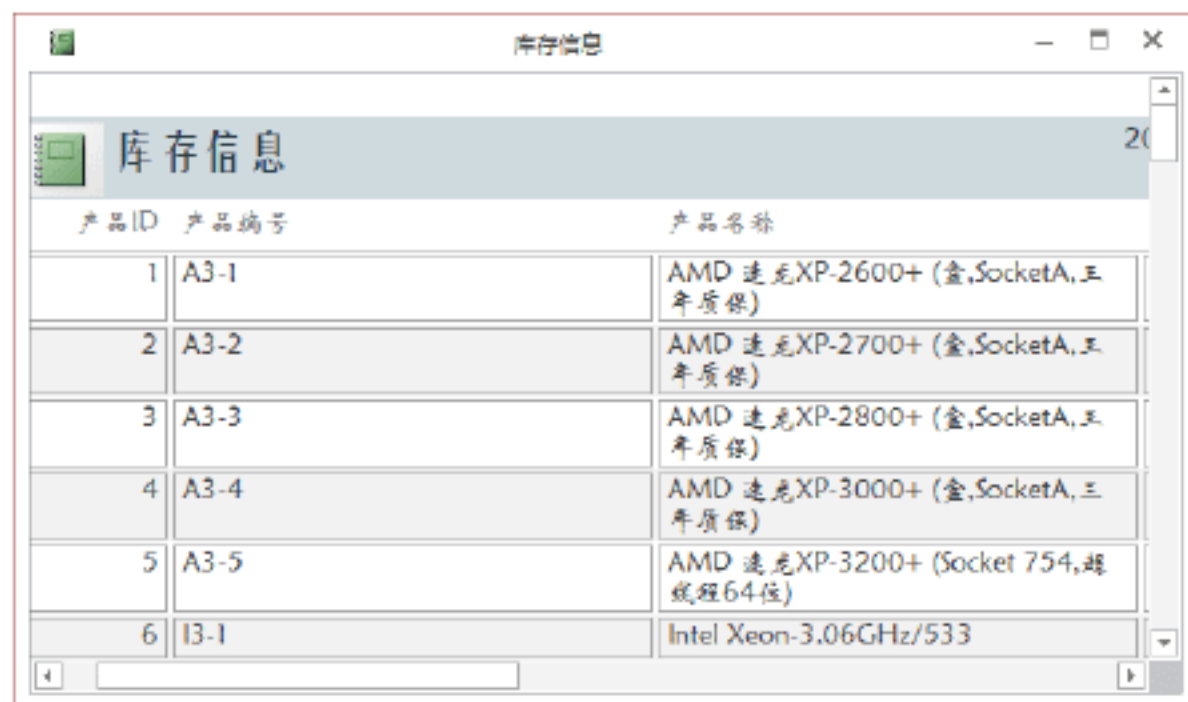 库存信息
库存信息
20
产品ID 产品编号 产品名称
1 A3-1 AMD 速龙XP-2600+ (盒,SocketA,三
年质保)
2 A3-2 AMD 速龙XP-2700+ (盒,SocketA,三
年质保)
3 A3-3 AMD 速龙XP-2800+ (盒,SocketA,三
年质保)
4 A3-4 AMD 速龙XP-3000+ (盒,SocketA,三
年质保)
5 A3-5 AMD 速龙XP-3200+ (Socket 754,超
线程64位)
6 I3-1 Intel Xeon-3.06GHz/533